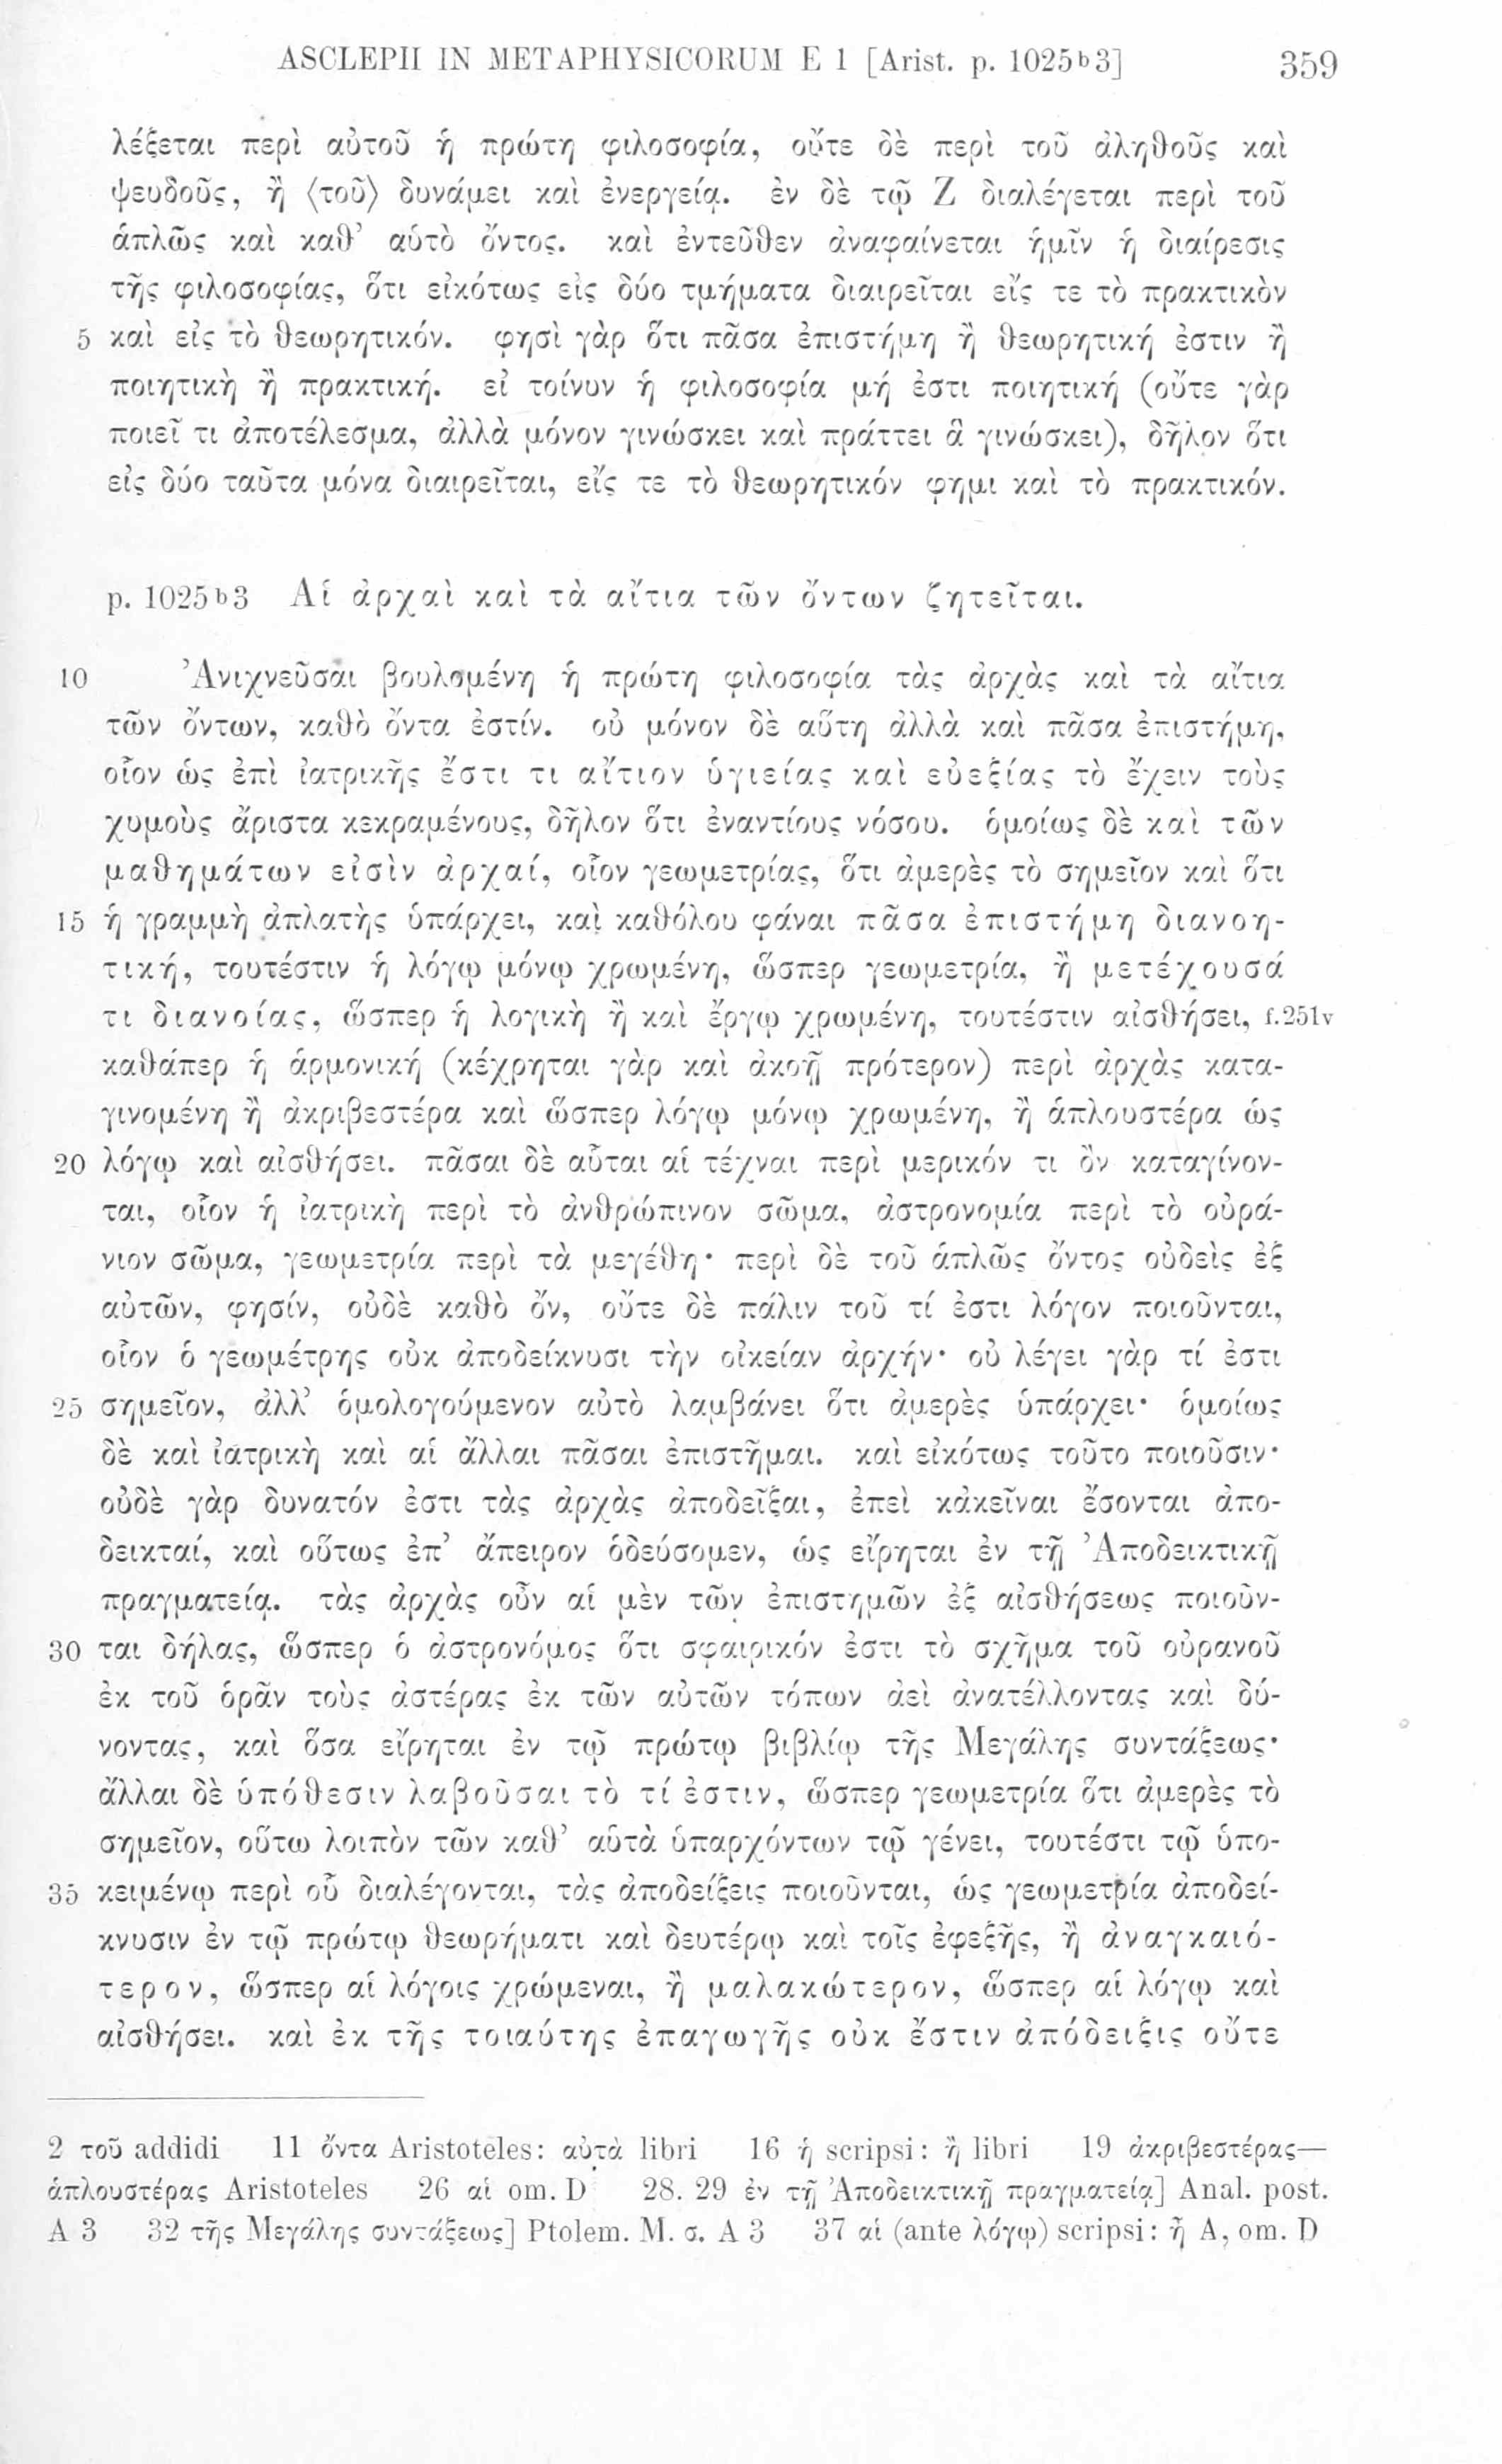 ASCLEPII IN METAPHYSICORUM E 1 [Arist. p. 1025ᵇ3] 359
λέξεται περὶ αὐτοῦ ἡ πρώτη φιλοσοφία, οὔτε δὲ περὶ τοῦ ἀληθοῦς καὶ
ψευδοῦς, ἢ ⟨τοῦ⟩ δυνάμει καὶ ἐνεργείᾳ. ἐν δὲ τῷ Ζ διαλέγεται περὶ τοῦ
ἁπλῶς καὶ καθ’ αὑτὸ ὄντος. καὶ ἐντεῦθεν ἀναφαίνεται ἡμῖν ἡ διαίρεσις
τῆς φιλοσοφίας, ὅτι εἰκότως εἰς δύο τμήματα διαιρεῖται εἴς τε τὸ πρακτικὸν
5 καὶ εἰς τὸ θεωρητικόν. φησὶ γὰρ ὅτι πᾶσα ἐπιστήμη ἢ θεωρητική ἐστιν ἢ
ποιητικὴ ἢ πρακτική. εἰ τοίνυν ἡ φιλοσοφία μή ἐστι ποιητική (οὔτε γὰρ
ποιεῖ τι ἀποτέλεσμα, ἀλλὰ μόνον γινώσκει καὶ πράττει ἃ γινώσκει), δῆλον ὅτι
εἰς δύο ταῦτα μόνα διαιρεῖται, εἴς τε τὸ θεωρητικόν φημι καὶ τὸ πρακτικόν.
p. 1025ᵇ3 Αἱ ἀρχαὶ καὶ τὰ αἴτια τῶν ὄντων ζητεῖται.
10 Ἀνιχνεῦσαι βουλομένη ἡ πρώτη φιλοσοφία τὰς ἀρχὰς καὶ τὰ αἴτια
τῶν ὄντων, καθὸ ὄντα ἐστίν. οὐ μόνον δὲ αὕτη ἀλλὰ καὶ πᾶσα ἐπιστήμη,
οἷον ὡς ἐπὶ ἰατρικῆς ἔστι τι αἴτιον ὑγιείας καὶ εὐεξίας τὸ ἔχειν τοὺς
χυμοὺς ἄριστα κεκραμένους, δῆλον ὅτι ἐναντίους νόσου. ὁμοίως δὲ καὶ τῶν
μαθημάτων εἰσὶν ἀρχαί, οἷον γεωμετρίας, ὅτι ἀμερὲς τὸ σημεῖον καὶ ὅτι
15 ἡ γραμμὴ ἀπλατὴς ὑπάρχει, καὶ καθόλου φάναι πᾶσα ἐπιστήμη διανοη-
τική, τουτέστιν ἡ λόγῳ μόνῳ χρωμένη, ὥσπερ γεωμετρία, ἢ μετέχουσά
τι διανοίας, ὥσπερ ἡ λογικὴ ἢ καὶ ἔργῳ χρωμένη, τουτέστιν αἰσθήσει, f.251v
καθάπερ ἡ ἁρμονική (κέχρηται γὰρ καὶ ἀκοῇ πρότερον) περὶ ἀρχὰς κατα-
γινομένη ἢ ἀκριβεστέρα καὶ ὥσπερ λόγῳ μόνῳ χρωμένη, ἢ ἁπλουστέρα ὡς
20 λόγῳ καὶ αἰσθήσει. πᾶσαι δὲ αὗται αἱ τέχναι περὶ μερικόν τι ὂν καταγίνον-
ται, οἷον ἡ ἰατρικὴ περὶ τὸ ἀνθρώπινον σῶμα, ἀστρονομία περὶ τὸ οὐρά-
νιον σῶμα, γεωμετρία περὶ τὰ μεγέθη· περὶ δὲ τοῦ ἁπλῶς ὄντος οὐδεὶς ἐξ
αὐτῶν, φησίν, οὐδὲ καθὸ ὄν, οὔτε δὲ πάλιν τοῦ τί ἐστι λόγον ποιοῦνται,
οἷον ὁ γεωμέτρης οὐκ ἀποδείκνυσι τὴν οἰκείαν ἀρχήν· οὐ λέγει γὰρ τί ἐστι
25 σημεῖον, ἀλλ’ ὁμολογούμενον αὐτὸ λαμβάνει ὅτι ἀμερὲς ὑπάρχει· ὁμοίως
δὲ καὶ ἰατρικὴ καὶ αἱ ἄλλαι πᾶσαι ἐπιστῆμαι. καὶ εἰκότως τοῦτο ποιοῦσιν·
οὐδὲ γὰρ δυνατόν ἐστι τὰς ἀρχὰς ἀποδεῖξαι, ἐπεὶ κἀκεῖναι ἔσονται ἀπο-
δεικταί, καὶ οὕτως ἐπ’ ἄπειρον ὁδεύσομεν, ὡς εἴρηται ἐν τῇ Ἀποδεικτικῇ
πραγματείᾳ. τὰς ἀρχὰς οὖν αἱ μὲν τῶν ἐπιστημῶν ἐξ αἰσθήσεως ποιοῦν-
30 ται δήλας, ὥσπερ ὁ ἀστρονόμος ὅτι σφαιρικόν ἐστι τὸ σχῆμα τοῦ οὐρανοῦ
ἐκ τοῦ ὁρᾶν τοὺς ἀστέρας ἐκ τῶν αὐτῶν τόπων ἀεὶ ἀνατέλλοντας καὶ δύ-
νοντας, καὶ ὅσα εἴρηται ἐν τῷ πρώτῳ βιβλίῳ τῆς Μεγάλης συντάξεως·
ἄλλαι δὲ ὑπόθεσιν λαβοῦσαι τὸ τί ἐστιν, ὥσπερ γεωμετρία ὅτι ἀμερὲς τὸ
σημεῖον, οὕτω λοιπὸν τῶν καθ’ αὑτὰ ὑπαρχόντων τῷ γένει, τουτέστι τῷ ὑπο-
35 κειμένῳ περὶ οὗ διαλέγονται, τὰς ἀποδείξεις ποιοῦνται, ὡς γεωμετρία ἀποδεί-
κνυσιν ἐν τῷ πρώτῳ θεωρήματι καὶ δευτέρῳ καὶ τοῖς ἐφεξῆς, ἢ ἀναγκαιό-
τερον, ὥσπερ αἱ λόγοις χρώμεναι, ἢ μαλακώτερον, ὥσπερ αἱ λόγῳ καὶ
αἰσθήσει. καὶ ἐκ τῆς τοιαύτης ἐπαγωγῆς οὐκ ἔστιν ἀπόδειξις οὔτε
2 τοῦ addidi 11 ὄντα Aristoteles: αὐτὰ libri 16 ἡ scripsi: ἢ libri 19 ἀκριβεστέρας—
ἁπλουστέρας Aristoteles 26 αἱ om. D 28. 29 ἐν τῇ Ἀποδεικτικῇ πραγματείᾳ] Anal. post.
A 3 32 τῆς Μεγάλης συντάξεως] Ptolem. M. σ. A 3 37 αἱ (ante λόγῳ) scripsi: ἢ A, om. D